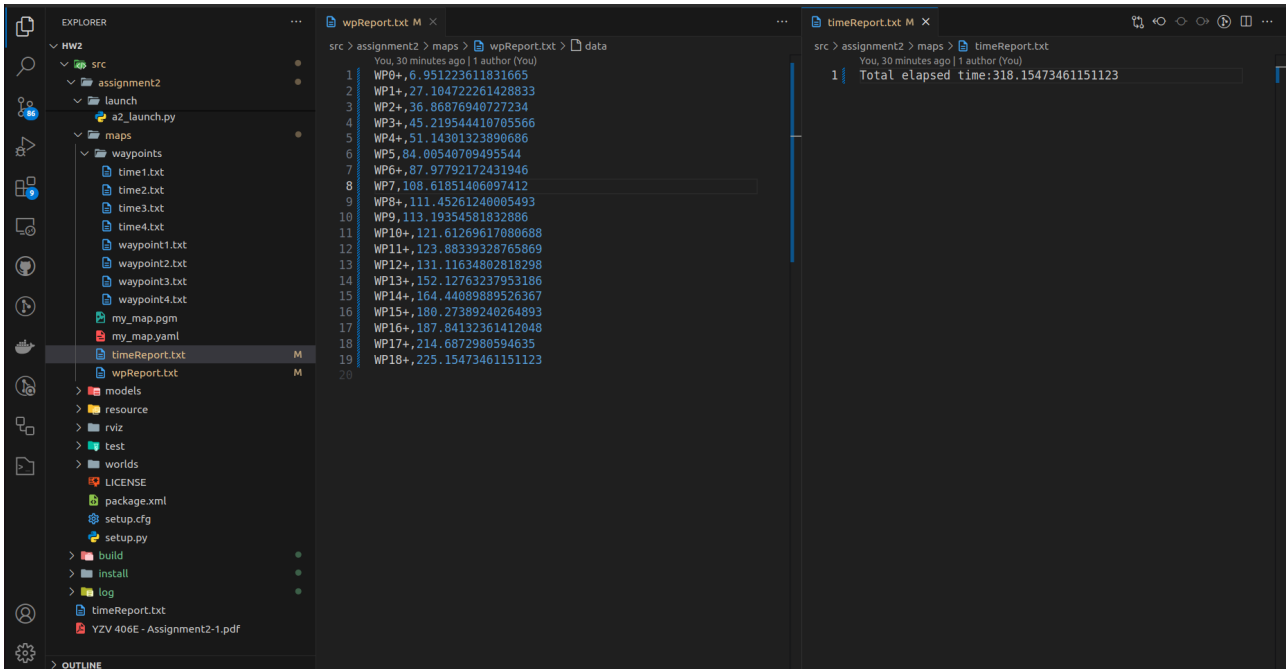 EXPLORER
HW2
src
assignment2
launch
a2_launch.py
maps
waypoints
time1.txt
time2.txt
time3.txt
time4.txt
waypoint1.txt
waypoint2.txt
waypoint3.txt
waypoint4.txt
my_map.pgm
my_map.yaml
timeReport.txt M
wpReport.txt M
models
resource
rviz
test
worlds
LICENSE
package.xml
setup.cfg
setup.py
build
install
log
timeReport.txt
YZV 406E - Assignment2-1.pdf
OUTLINE
86
9
wpReport.txt M
src > assignment2 > maps > wpReport.txt > data
You, 30 minutes ago | 1 author (You)
1 WP0+,6.951223611831665
2 WP1+,27.104722261428833
3 WP2+,36.86876940727234
4 WP3+,45.219544410705566
5 WP4+,51.14301323890686
6 WP5,84.00540709495544
7 WP6+,87.97792172431946
8 WP7,108.61851406097412
9 WP8+,111.45261240005493
10 WP9,113.19354581832886
11 WP10+,121.61269617080688
12 WP11+,123.88339328765869
13 WP12+,131.11634802818298
14 WP13+,152.12763237953186
15 WP14+,164.44089889526367
16 WP15+,180.27389240264893
17 WP16+,187.84132361412048
18 WP17+,214.6872980594635
19 WP18+,225.15473461151123
20
timeReport.txt M
src > assignment2 > maps > timeReport.txt
You, 30 minutes ago | 1 author (You)
1 Total elapsed time:318.15473461151123